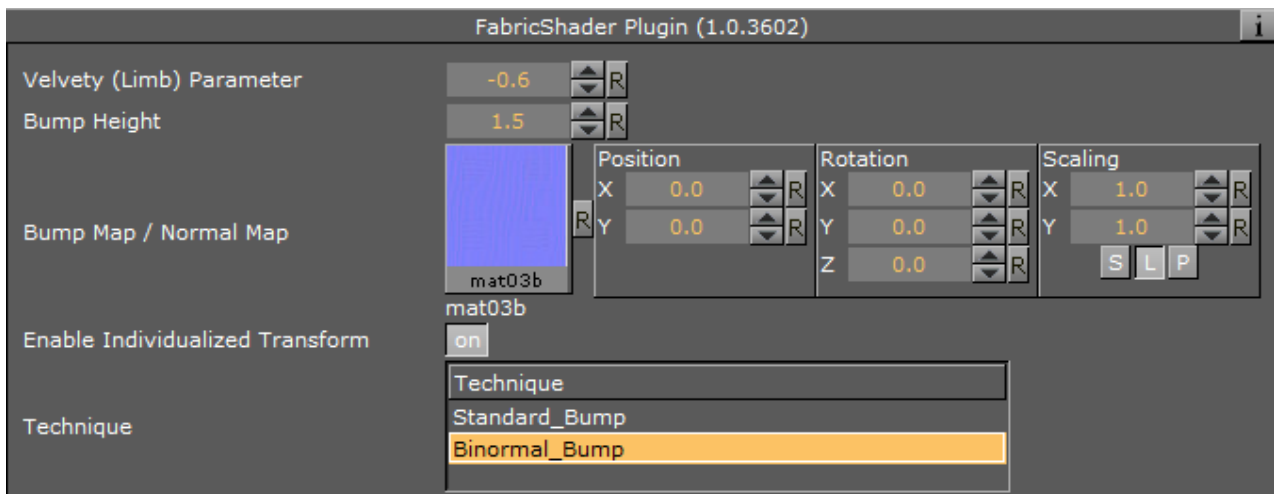 FabricShader Plugin (1.0.3602) i
Velvety (Limb) Parameter -0.6 R
Bump Height 1.5 R
Position Rotation Scaling
X 0.0 R X 0.0 R X 1.0 R
Bump Map / Normal Map R Y 0.0 R Y 0.0 R Y 1.0 R
Z 0.0 R S L P
mat03b
mat03b
Enable Individualized Transform on
Technique
Technique
Standard_Bump
Binormal_Bump